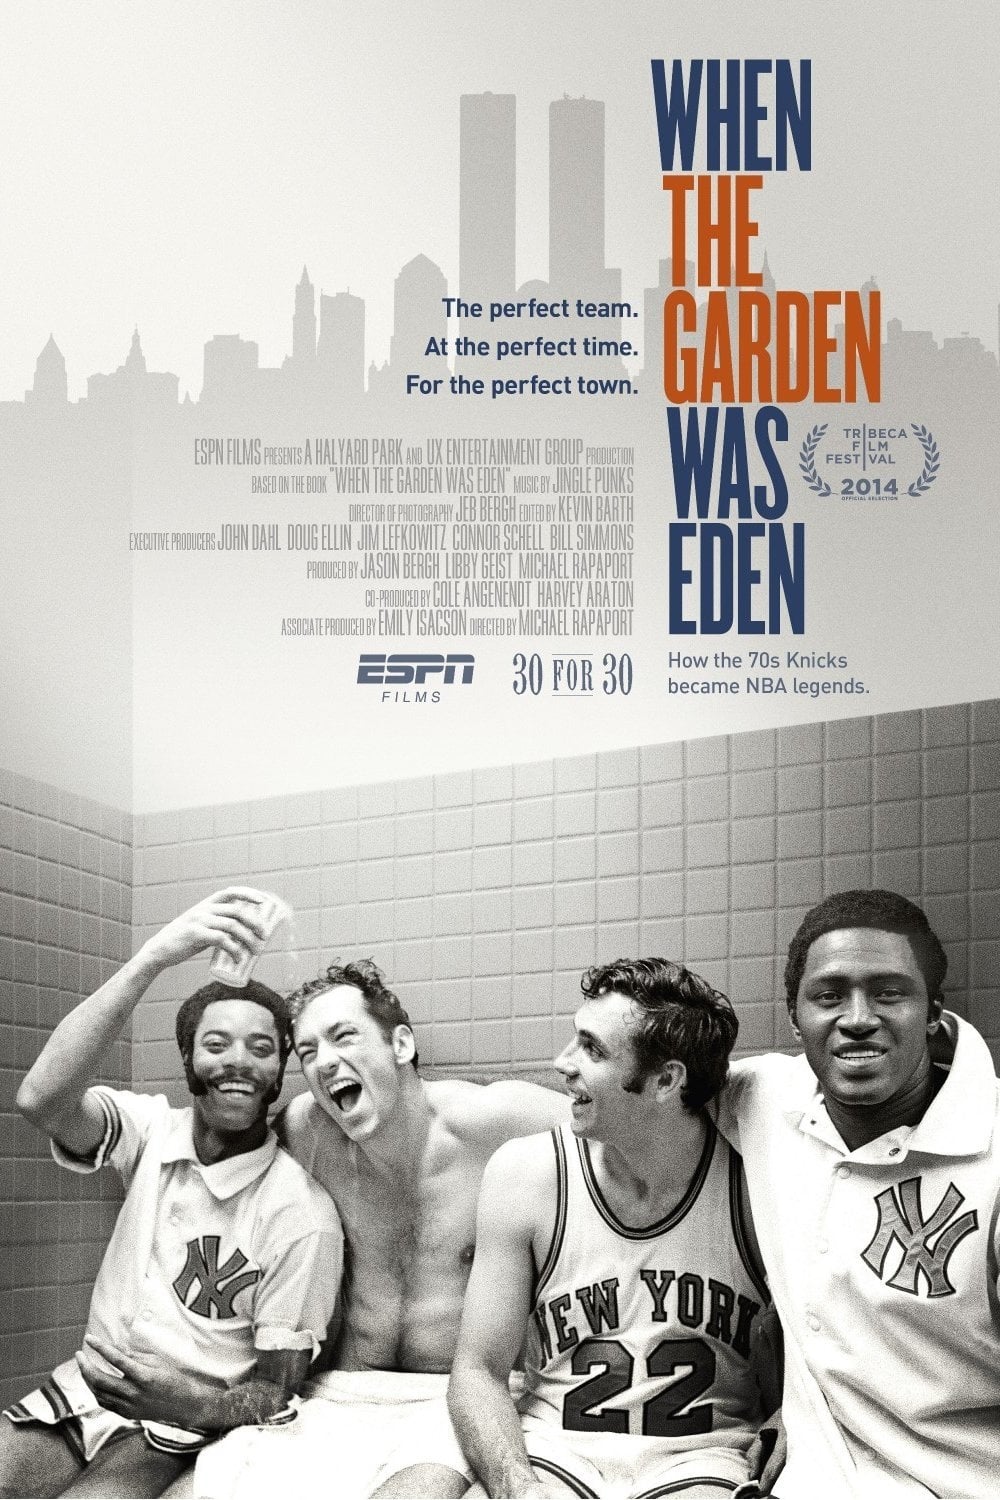 WHEN
THE
GARDEN
WAS
EDEN
The perfect team.
At the perfect time.
For the perfect town.
TRIBECA
FILM
FESTIVAL
2014
OFFICIAL SELECTION
ESPN FILMS PRESENTS A HALYARD PARK AND UX ENTERTAINMENT GROUP PRODUCTION
BASED ON THE BOOK "WHEN THE GARDEN WAS EDEN" MUSIC BY JINGLE PUNKS
DIRECTOR OF PHOTOGRAPHY JEB BERGH EDITED BY KEVIN BARTH
EXECUTIVE PRODUCERS JOHN DAHL DOUG ELLIN JIM LEFKOWITZ CONNOR SCHELL BILL SIMMONS
PRODUCED BY JASON BERGH LIBBY GEIST MICHAEL RAPAPORT
CO-PRODUCED BY COLE ANGENENDT HARVEY ARATON
ASSOCIATE PRODUCED BY EMILY ISACSON DIRECTED BY MICHAEL RAPAPORT
ESPN
FILMS
30 FOR 30
How the 70s Knicks
became NBA legends.
NY
NY
NEW YORK
22